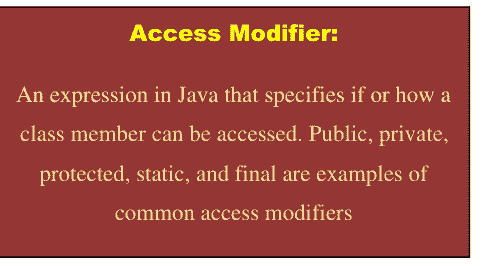 Access Modifier:
An expression in Java that specifies if or how a
class member can be accessed. Public, private,
protected, static, and final are examples of
common access modifiers